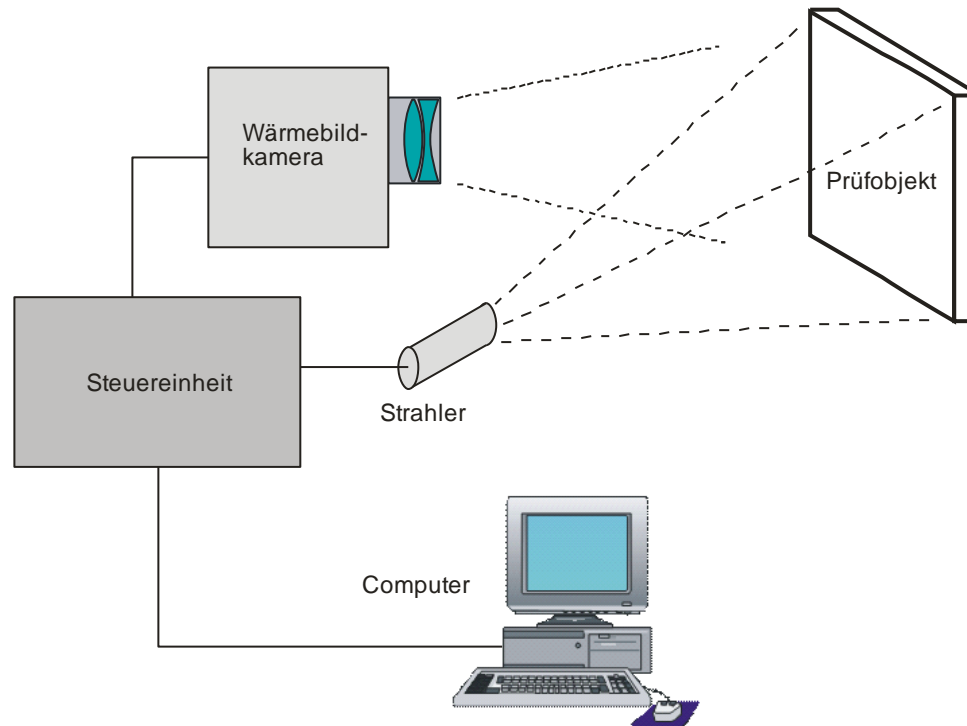 Wärmebild-
kamera
Prüfobjekt
Steuereinheit
Strahler
Computer